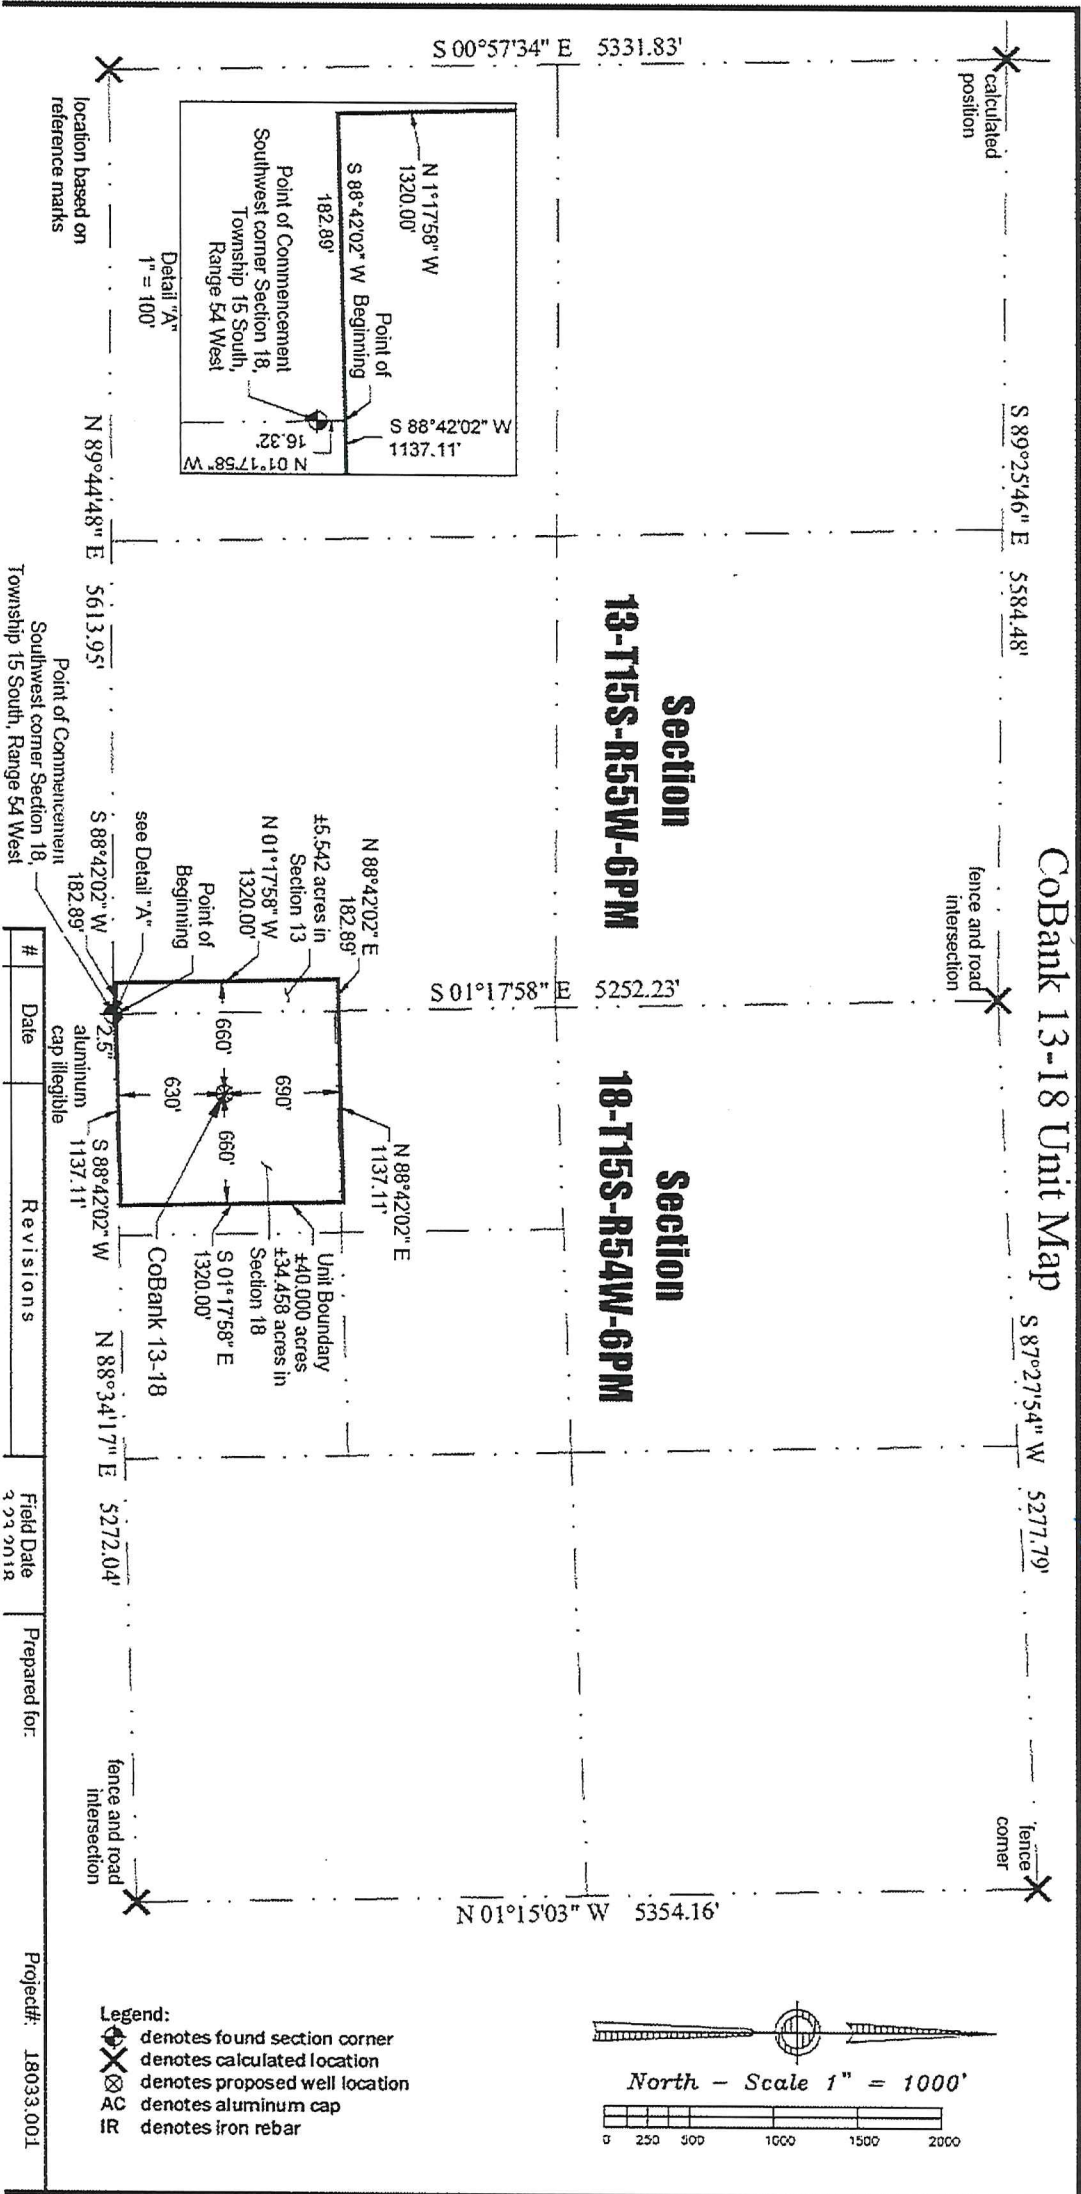 CoBank 13-18 Unit Map
calculated
position
S 89°25'46" E 5584.48'
fence and road
intersection
S 87°27'54" W 5277.79'
fence
corner
S 00°57'34" E 5331.83'
Section
13-T15S-R55W-6PM
Section
18-T15S-R54W-6PM
S 01°17'58" E 5252.23'
N 01°15'03" W 5354.16'
N 1°17'58" W
1320.00'
Point of
Beginning
S 88°42'02" W
182.89'
S 88°42'02" W
1137.11'
16.32'
N 01°17'58" W
Point of Commencement
Southwest corner Section 18,
Township 15 South,
Range 54 West
Detail "A"
1" = 100'
N 88°42'02" E
182.89'
±5.542 acres in
Section 13
N 01°17'58" W
1320.00'
Point of
Beginning
see Detail "A"
S 88°42'02" W
182.89'
660'
660'
690'
630'
N 88°42'02" E
1137.11'
Unit Boundary
±40.000 acres
±34.458 acres in
Section 18
S 01°17'58" E
1320.00'
CoBank 13-18
S 88°42'02" W
1137.11'
2.5"
aluminum
cap illegible
location based on
reference marks
N 89°44'48" E 5613.95'
Point of Commencement
Southwest corner Section 18,
Township 15 South, Range 54 West
N 88°34'17" E 5272.04'
fence and road
intersection
North - Scale 1" = 1000'
0 250 500 1000 1500 2000
Legend:
denotes found section corner
denotes calculated location
denotes proposed well location
AC denotes aluminum cap
IR denotes iron rebar
# Date Revisions
Field Date
3.23.2018
Prepared for:
Project#: 18033.001